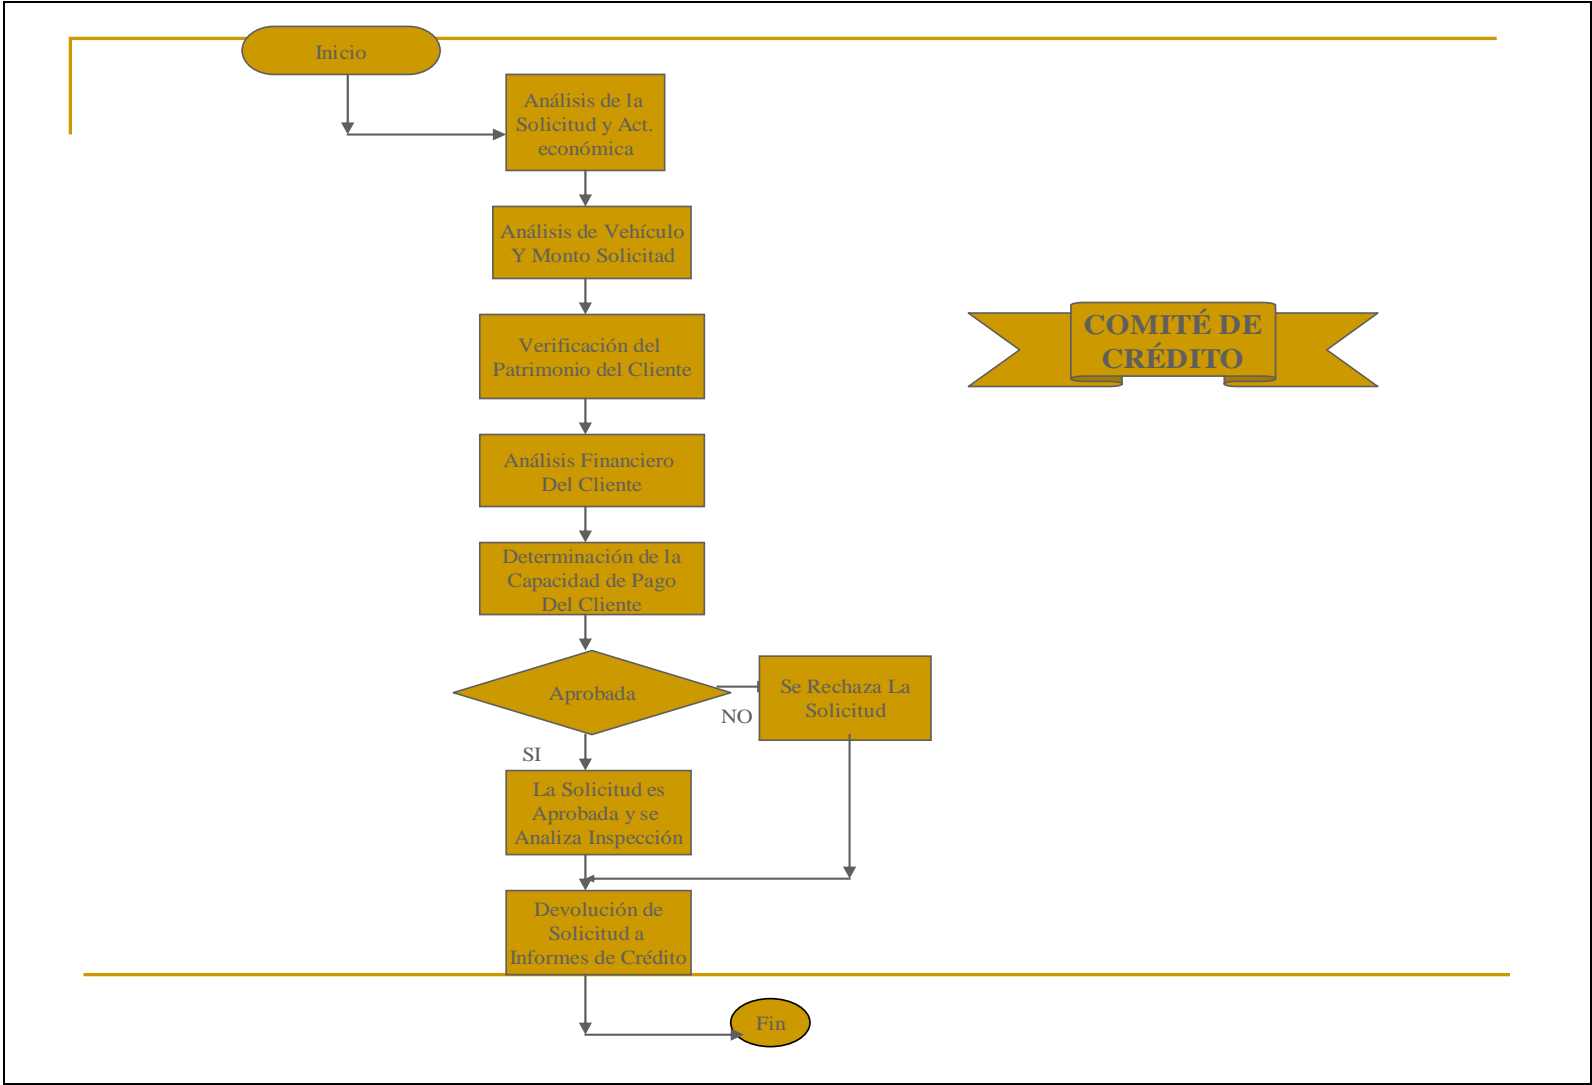 Inicio
Análisis de la
Solicitud y Act.
económica
Análisis de Vehículo
Y Monto Solicitad
Verificación del
Patrimonio del Cliente
COMITÉ DE
CRÉDITO
Análisis Financiero
Del Cliente
Determinación de la
Capacidad de Pago
Del Cliente
Aprobada
NO
Se Rechaza La
Solicitud
SI
La Solicitud es
Aprobada y se
Analiza Inspección
Devolución de
Solicitud a
Informes de Crédito
Fin